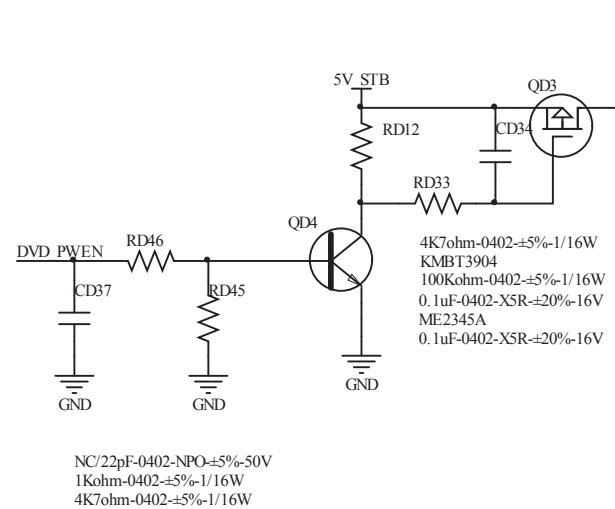 5V_STB
QD3
RD12
CD34
RD33
QD4
DVD_PWEN
RD46
CD37
RD45
4K7ohm-0402-±5%-1/16W
KMBT3904
100Kohm-0402-±5%-1/16W
0.1uF-0402-X5R-±20%-16V
ME2345A
0.1uF-0402-X5R-±20%-16V
GND
GND
GND
NC/22pF-0402-NPO-±5%-50V
1Kohm-0402-±5%-1/16W
4K7ohm-0402-±5%-1/16W